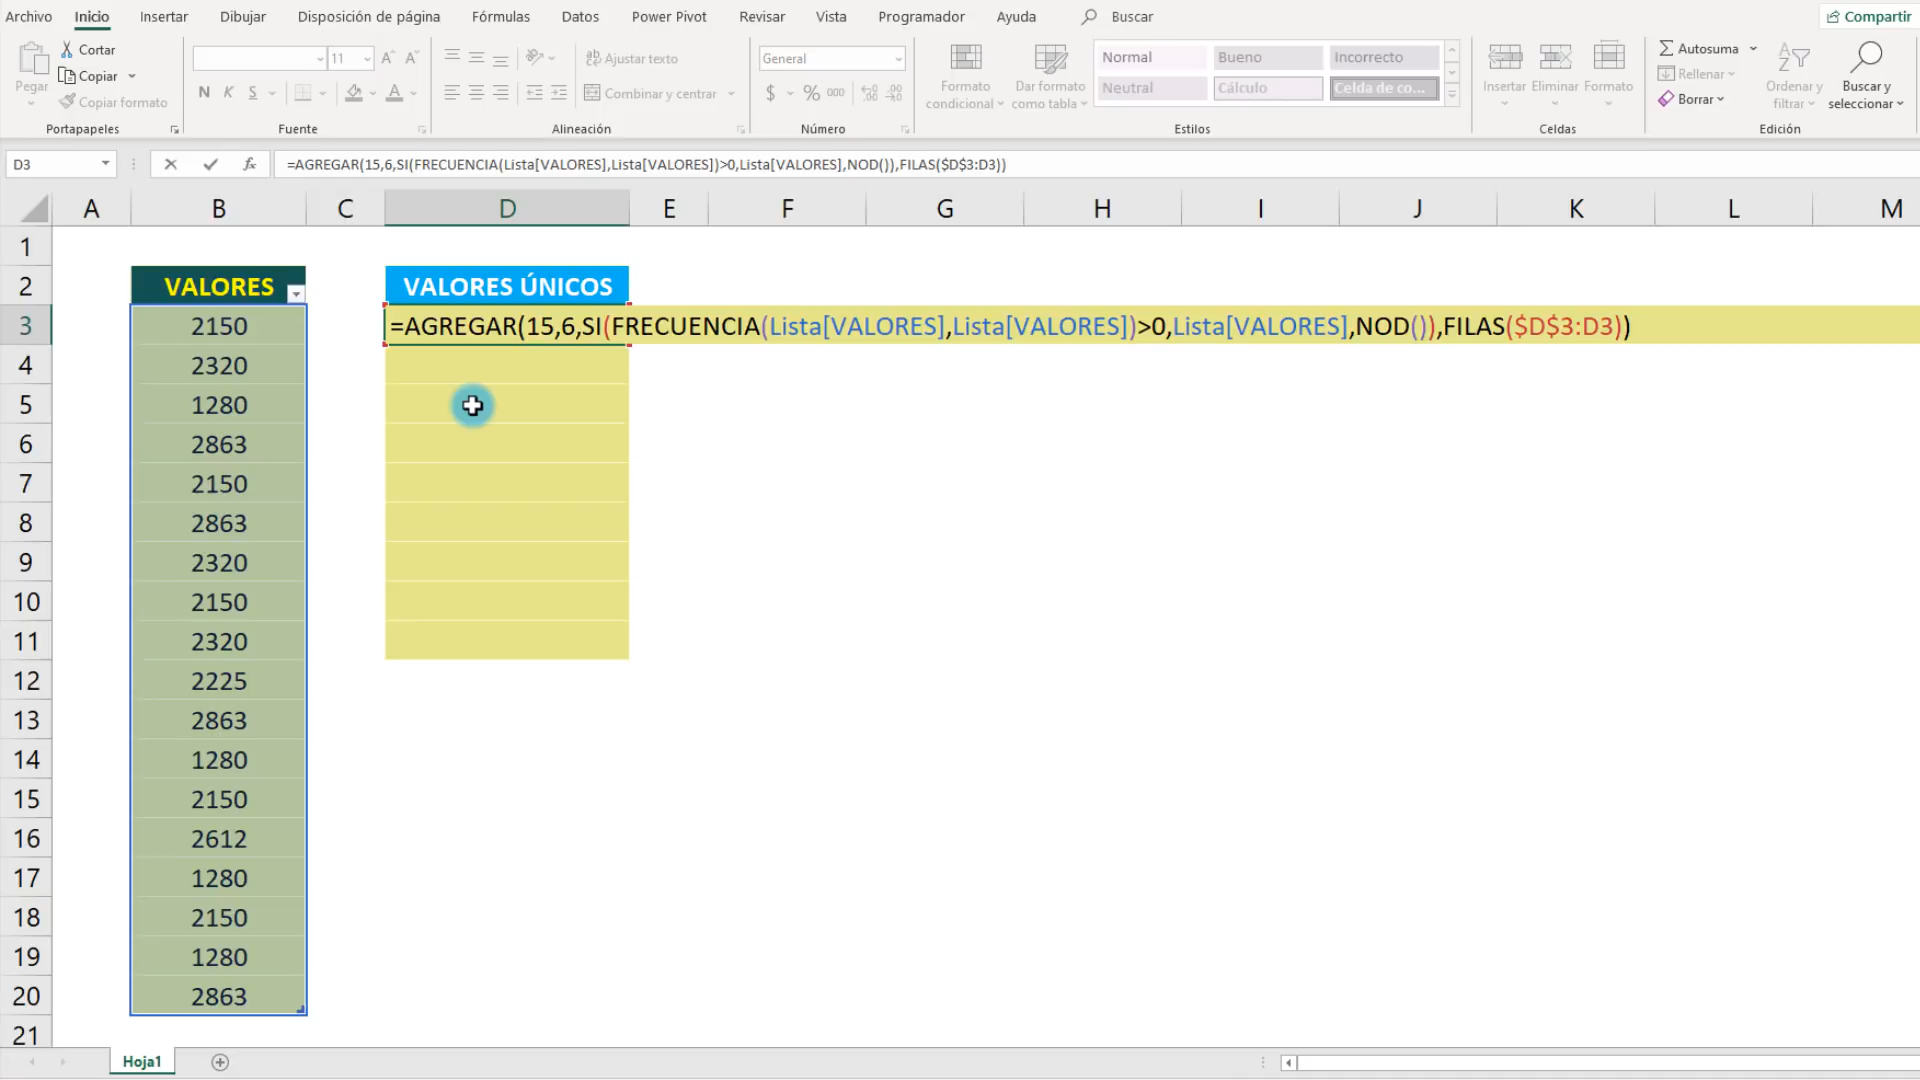 Archivo Inicio Insertar Dibujar Disposición de página Fórmulas Datos Power Pivot Revisar Vista Programador Ayuda Buscar Compartir
Pegar
Cortar
Copiar
Copiar formato
Portapapeles
11
N K S
Fuente
Ajustar texto
Combinar y centrar
Alineación
General
$ % 000
Número
Formato condicional
Dar formato como tabla
Normal Bueno Incorrecto
Neutral Cálculo Celda de co...
Estilos
Insertar Eliminar Formato
Celdas
Autosuma
Rellenar
Borrar
Ordenar y filtrar
Buscar y seleccionar
Edición
D3 fx =AGREGAR(15,6,SI(FRECUENCIA(Lista[VALORES],Lista[VALORES])>0,Lista[VALORES],NOD()),FILAS($D$3:D3))
A B C D E F G H I J K L M
1
2 VALORES VALORES ÚNICOS
3 2150 =AGREGAR(15,6,SI(FRECUENCIA(Lista[VALORES],Lista[VALORES])>0,Lista[VALORES],NOD()),FILAS($D$3:D3))
4 2320
5 1280
6 2863
7 2150
8 2863
9 2320
10 2150
11 2320
12 2225
13 2863
14 1280
15 2150
16 2612
17 1280
18 2150
19 1280
20 2863
21
Hoja1